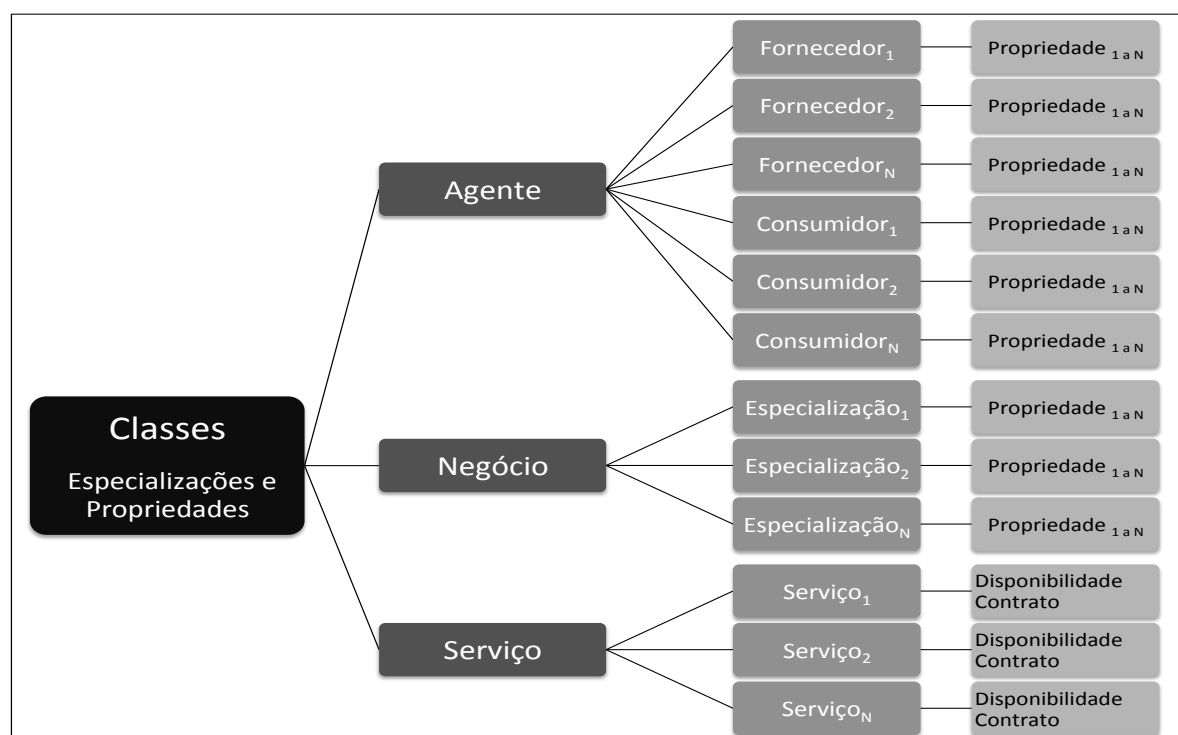 Fornecedor₁ Propriedade ₁ ₐ ₙ
Fornecedor₂ Propriedade ₁ ₐ ₙ
Fornecedorₙ Propriedade ₁ ₐ ₙ
Agente
Consumidor₁ Propriedade ₁ ₐ ₙ
Consumidor₂ Propriedade ₁ ₐ ₙ
Consumidorₙ Propriedade ₁ ₐ ₙ
Classes
Especializações e
Propriedades
Especialização₁ Propriedade ₁ ₐ ₙ
Negócio
Especialização₂ Propriedade ₁ ₐ ₙ
Especializaçãoₙ Propriedade ₁ ₐ ₙ
Serviço₁
Disponibilidade
Contrato
Serviço
Serviço₂
Disponibilidade
Contrato
Serviçoₙ
Disponibilidade
Contrato